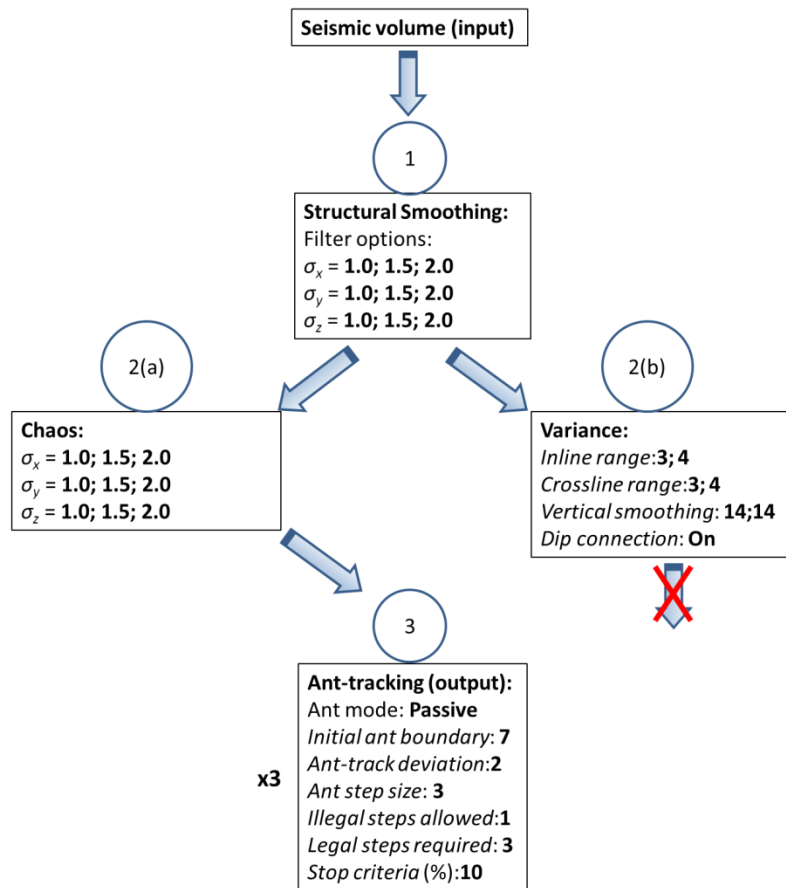 Seismic volume (input)
1
Structural Smoothing:
Filter options:
σx = 1.0; 1.5; 2.0
σy = 1.0; 1.5; 2.0
σz = 1.0; 1.5; 2.0
2(a)
Chaos:
σx = 1.0; 1.5; 2.0
σy = 1.0; 1.5; 2.0
σz = 1.0; 1.5; 2.0
2(b)
Variance:
Inline range:3; 4
Crossline range:3; 4
Vertical smoothing: 14;14
Dip connection: On
3
Ant-tracking (output):
Ant mode: Passive
Initial ant boundary: 7
Ant-track deviation:2
Ant step size: 3
Illegal steps allowed:1
Legal steps required: 3
Stop criteria (%):10
x3